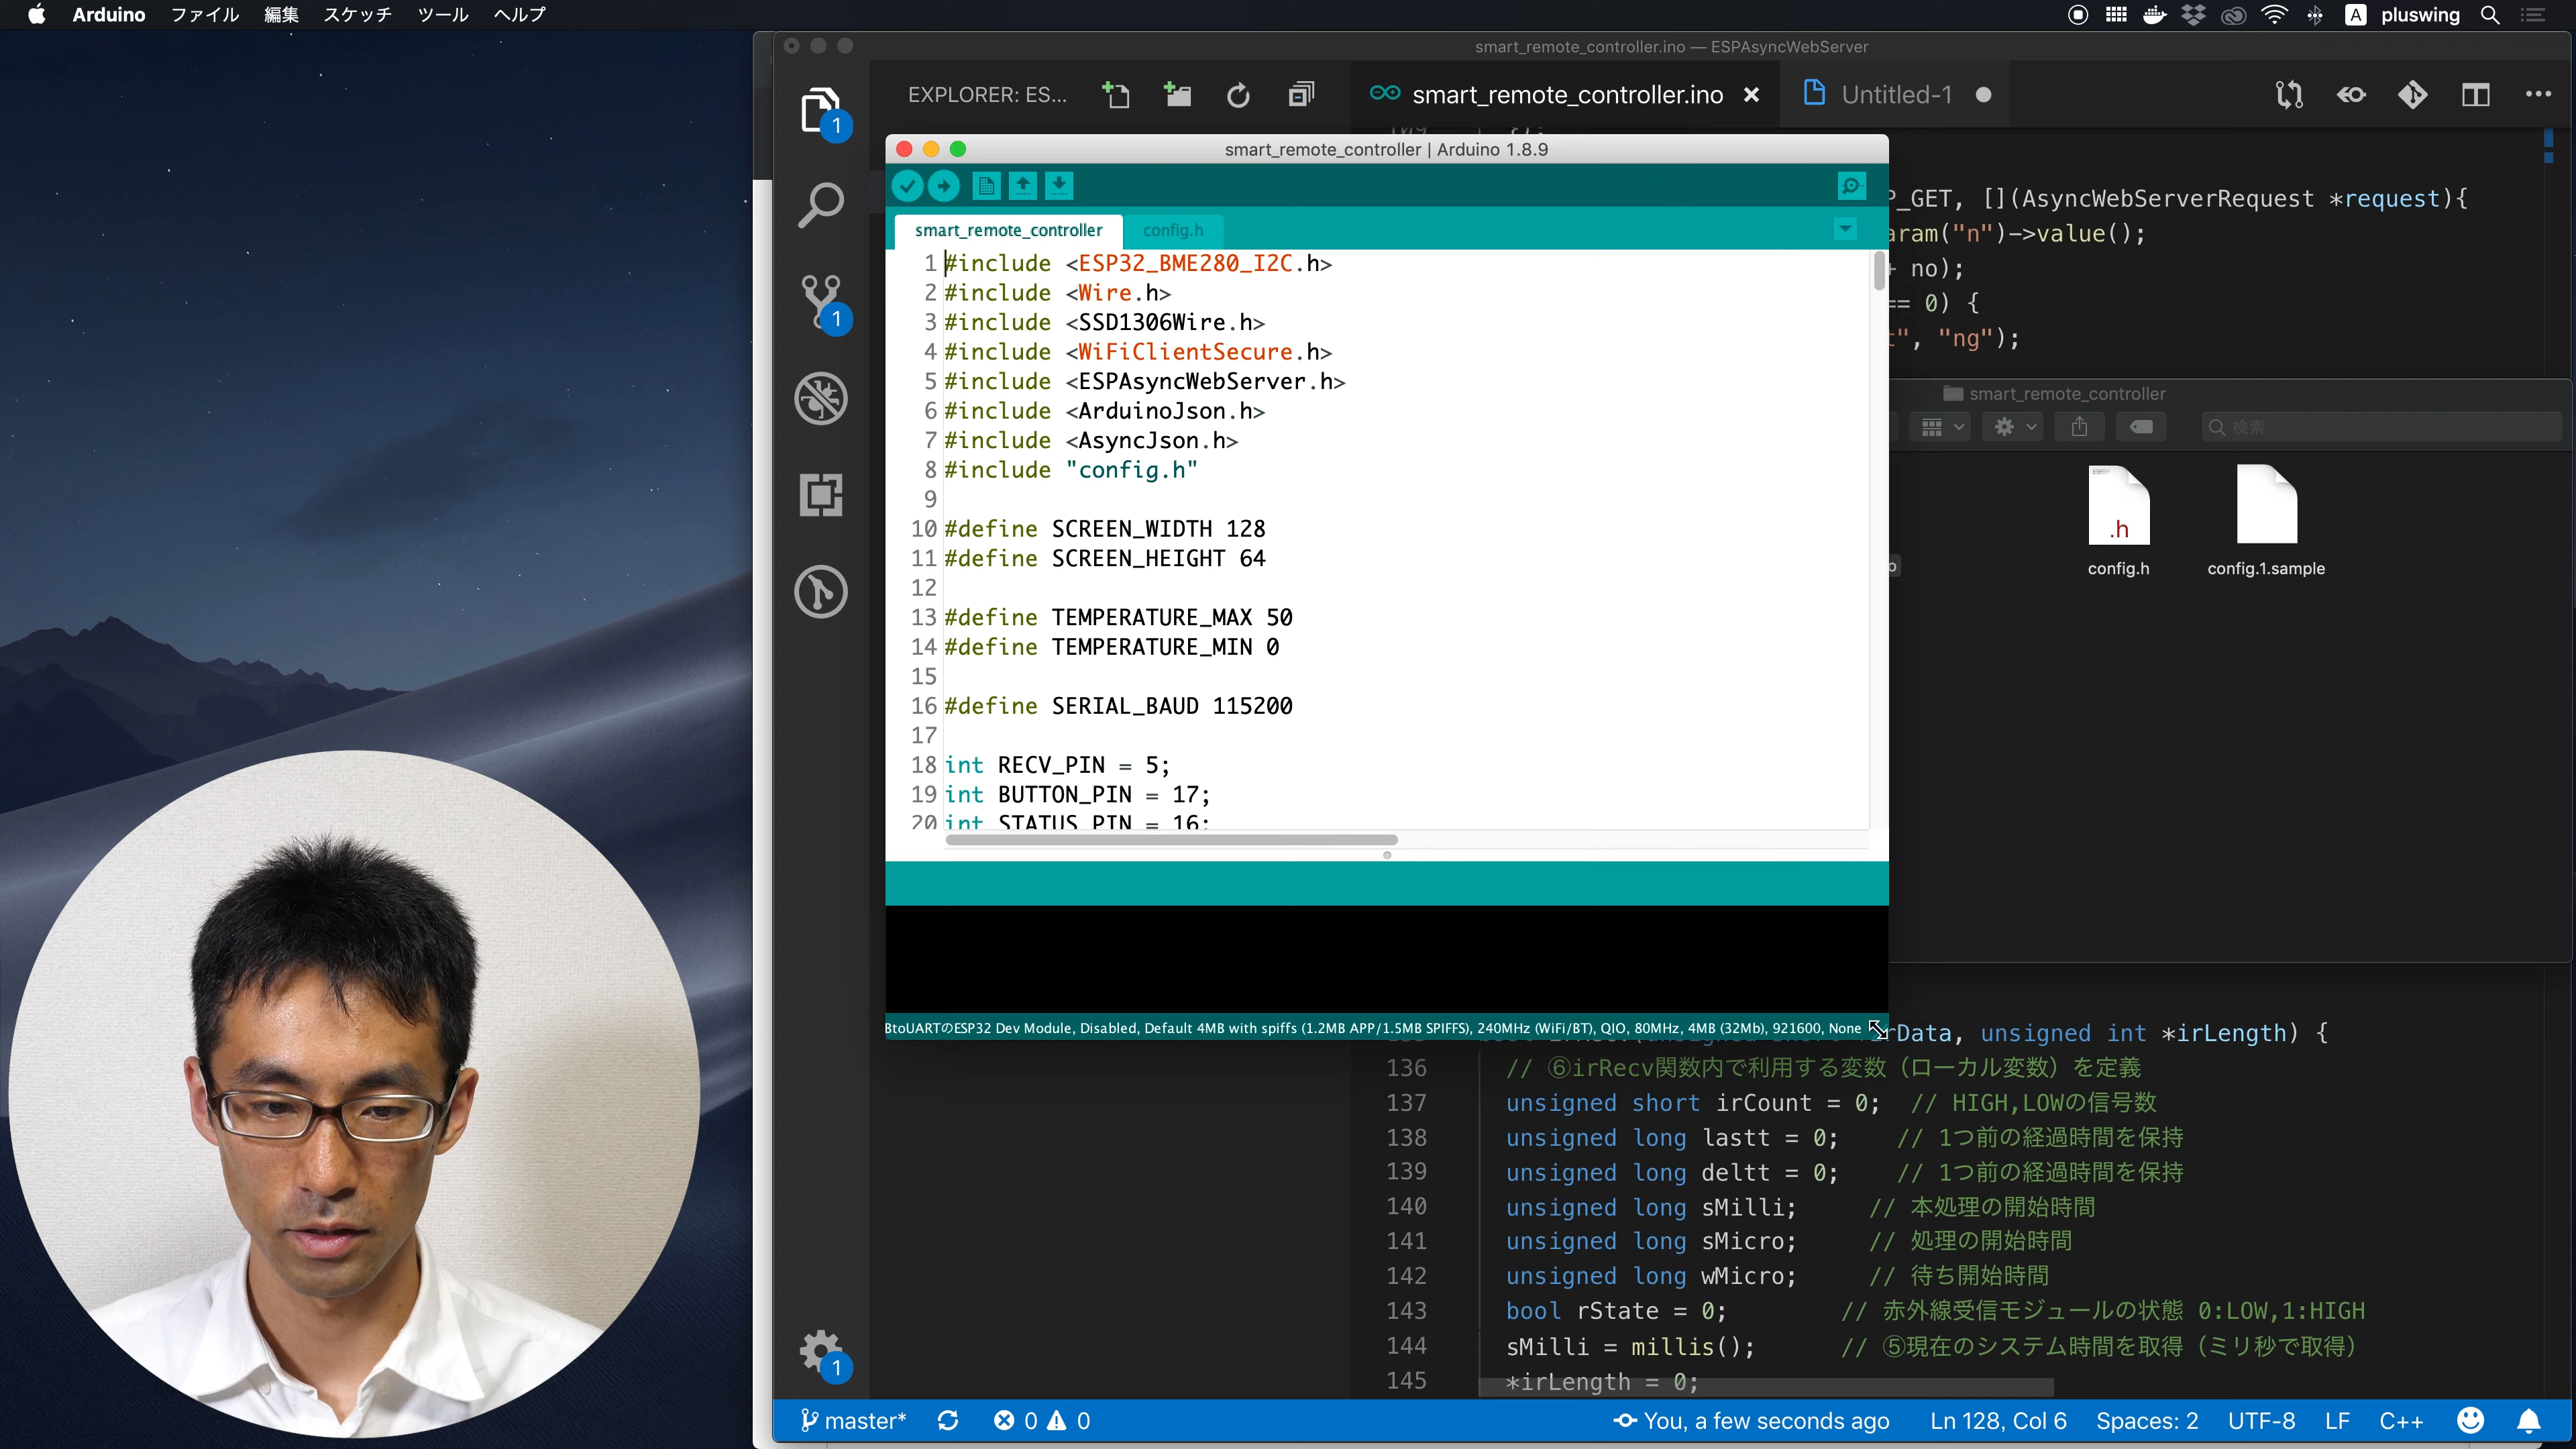 Arduino ファイル 編集 スケッチ ツール ヘルプ
A pluswing
smart_remote_controller.ino — ESPAsyncWebServer
EXPLORER: ES...
smart_remote_controller.ino
Untitled-1
1
1
1
109 });
P_GET, [](AsyncWebServerRequest *request){
aram("n")->value();
+ no);
== 0) {
t", "ng");
smart_remote_controller | Arduino 1.8.9
smart_remote_controller
config.h
1 #include <ESP32_BME280_I2C.h>
2 #include <Wire.h>
3 #include <SSD1306Wire.h>
4 #include <WiFiClientSecure.h>
5 #include <ESPAsyncWebServer.h>
6 #include <ArduinoJson.h>
7 #include <AsyncJson.h>
8 #include "config.h"
9
10 #define SCREEN_WIDTH 128
11 #define SCREEN_HEIGHT 64
12
13 #define TEMPERATURE_MAX 50
14 #define TEMPERATURE_MIN 0
15
16 #define SERIAL_BAUD 115200
17
18 int RECV_PIN = 5;
19 int BUTTON_PIN = 17;
20 int STATUS_PIN = 16;
BtoUARTのESP32 Dev Module, Disabled, Default 4MB with spiffs (1.2MB APP/1.5MB SPIFFS), 240MHz (WiFi/BT), QIO, 80MHz, 4MB (32Mb), 921600, None
smart_remote_controller
検索
.h
config.h
config.1.sample
rData, unsigned int *irLength) {
136 // ⑥irRecv関数内で利用する変数（ローカル変数）を定義
137 unsigned short irCount = 0; // HIGH,LOWの信号数
138 unsigned long lastt = 0; // 1つ前の経過時間を保持
139 unsigned long deltt = 0; // 1つ前の経過時間を保持
140 unsigned long sMilli; // 本処理の開始時間
141 unsigned long sMicro; // 処理の開始時間
142 unsigned long wMicro; // 待ち開始時間
143 bool rState = 0; // 赤外線受信モジュールの状態 0:LOW,1:HIGH
144 sMilli = millis(); // ⑤現在のシステム時間を取得（ミリ秒で取得）
145 *irLength = 0;
master* 0 0 You, a few seconds ago Ln 128, Col 6 Spaces: 2 UTF-8 LF C++